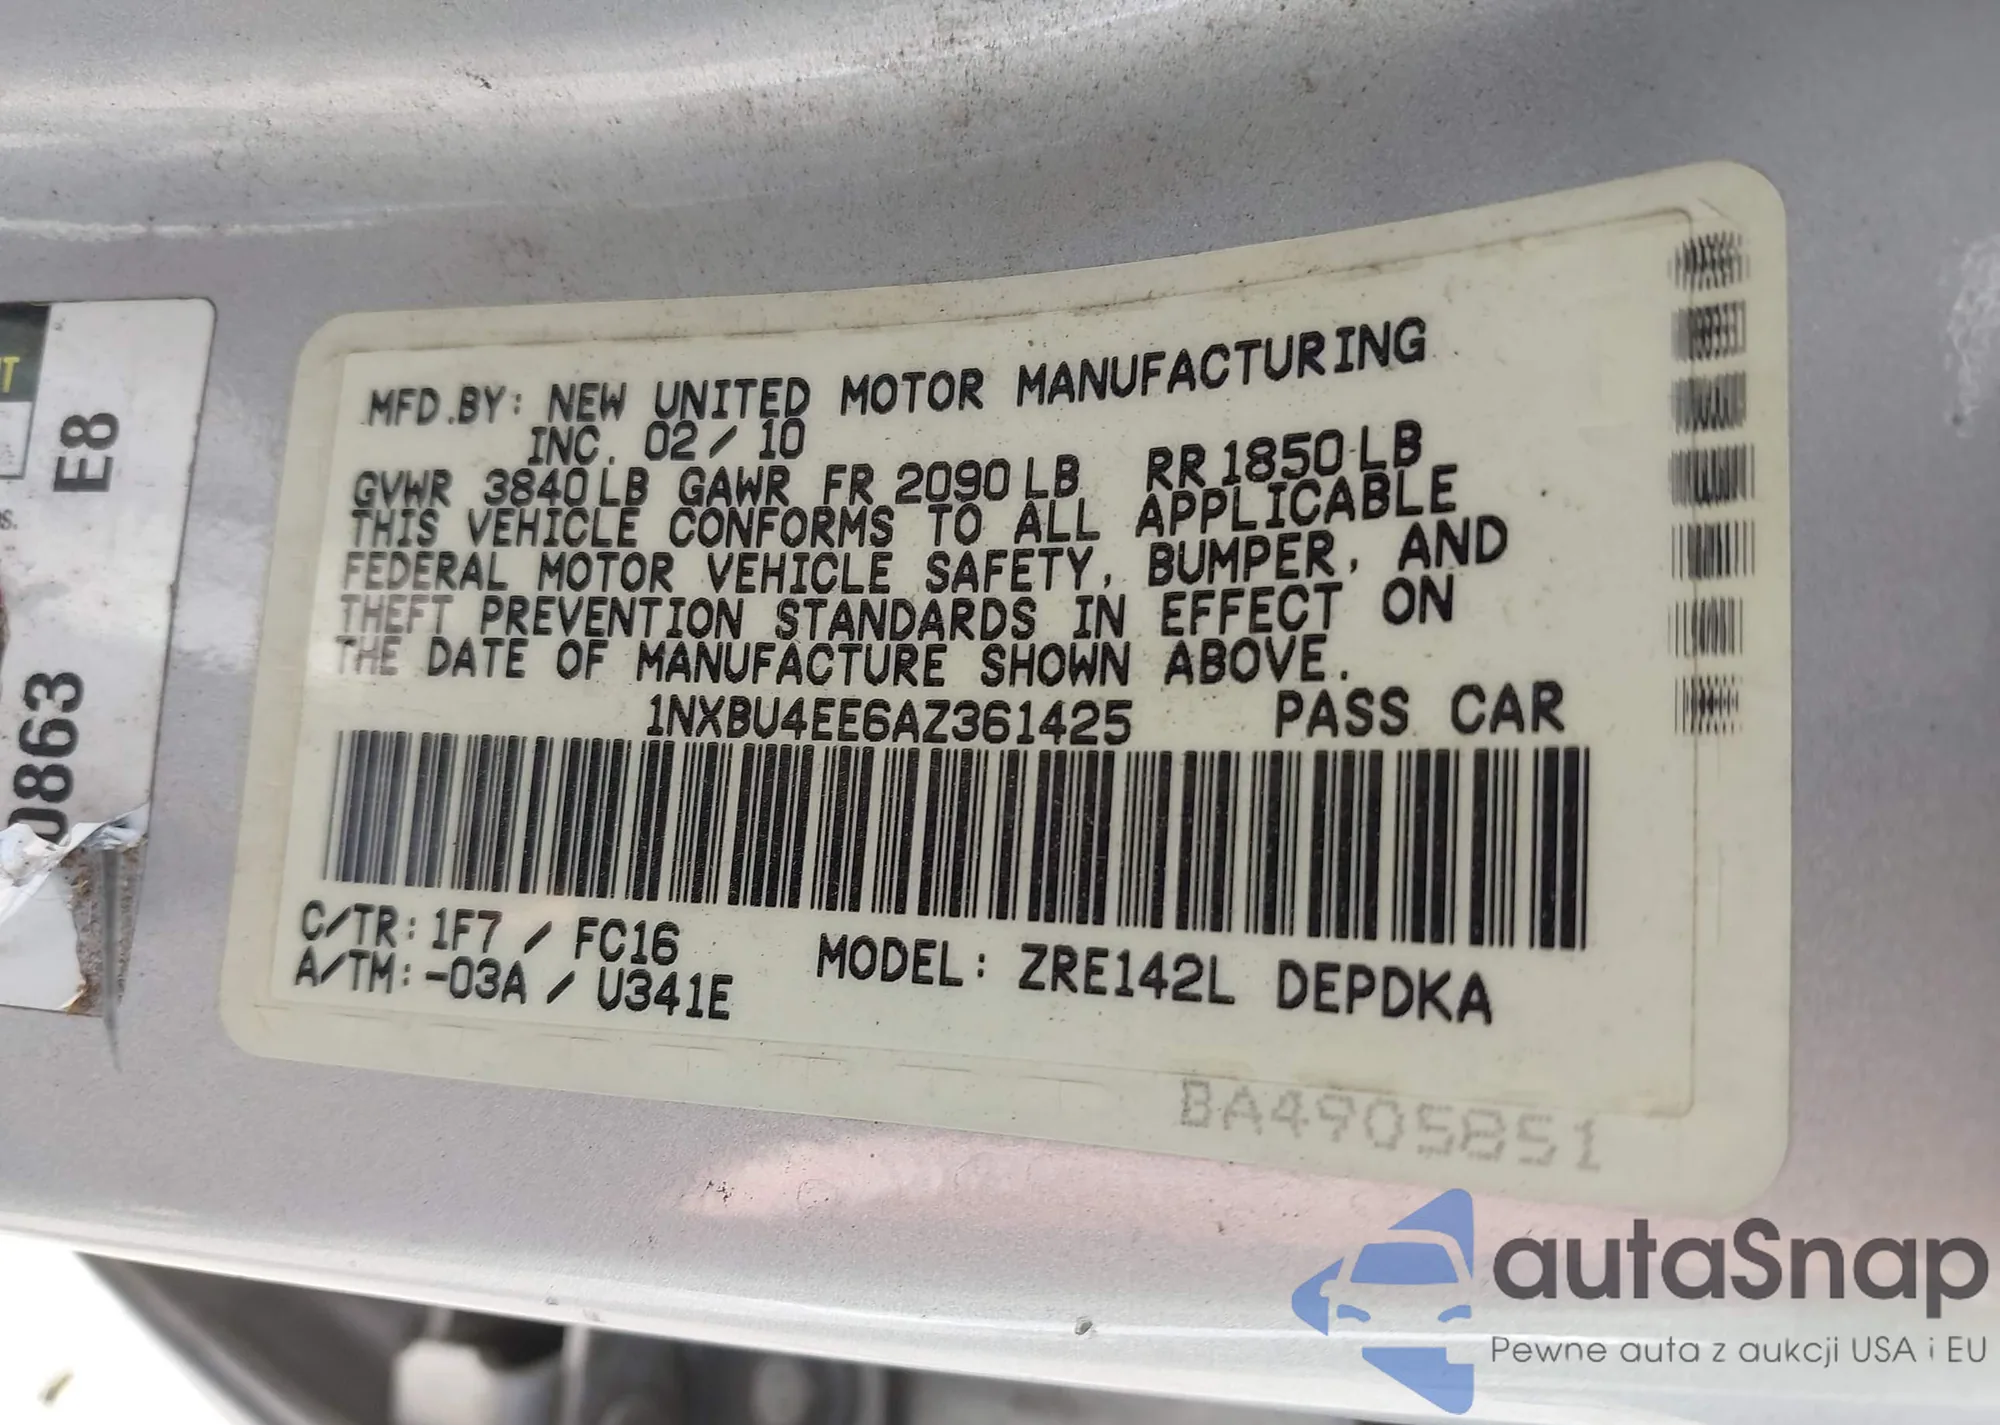 MFD.BY: NEW UNITED MOTOR MANUFACTURING
INC. 02/10
GVWR 3840LB GAWR FR 2090LB RR 1850LB
THIS VEHICLE CONFORMS TO ALL APPLICABLE
FEDERAL MOTOR VEHICLE SAFETY, BUMPER, AND
THEFT PREVENTION STANDARDS IN EFFECT ON
THE DATE OF MANUFACTURE SHOWN ABOVE.
1NXBU4EE6AZ361425 PASS CAR
C/TR: 1F7 / FC16
A/TM: -03A / U341E
MODEL: ZRE142L DEPDKA
BA4905851
E8
0863
autaSnap
Pewne auta z aukcji USA i EU